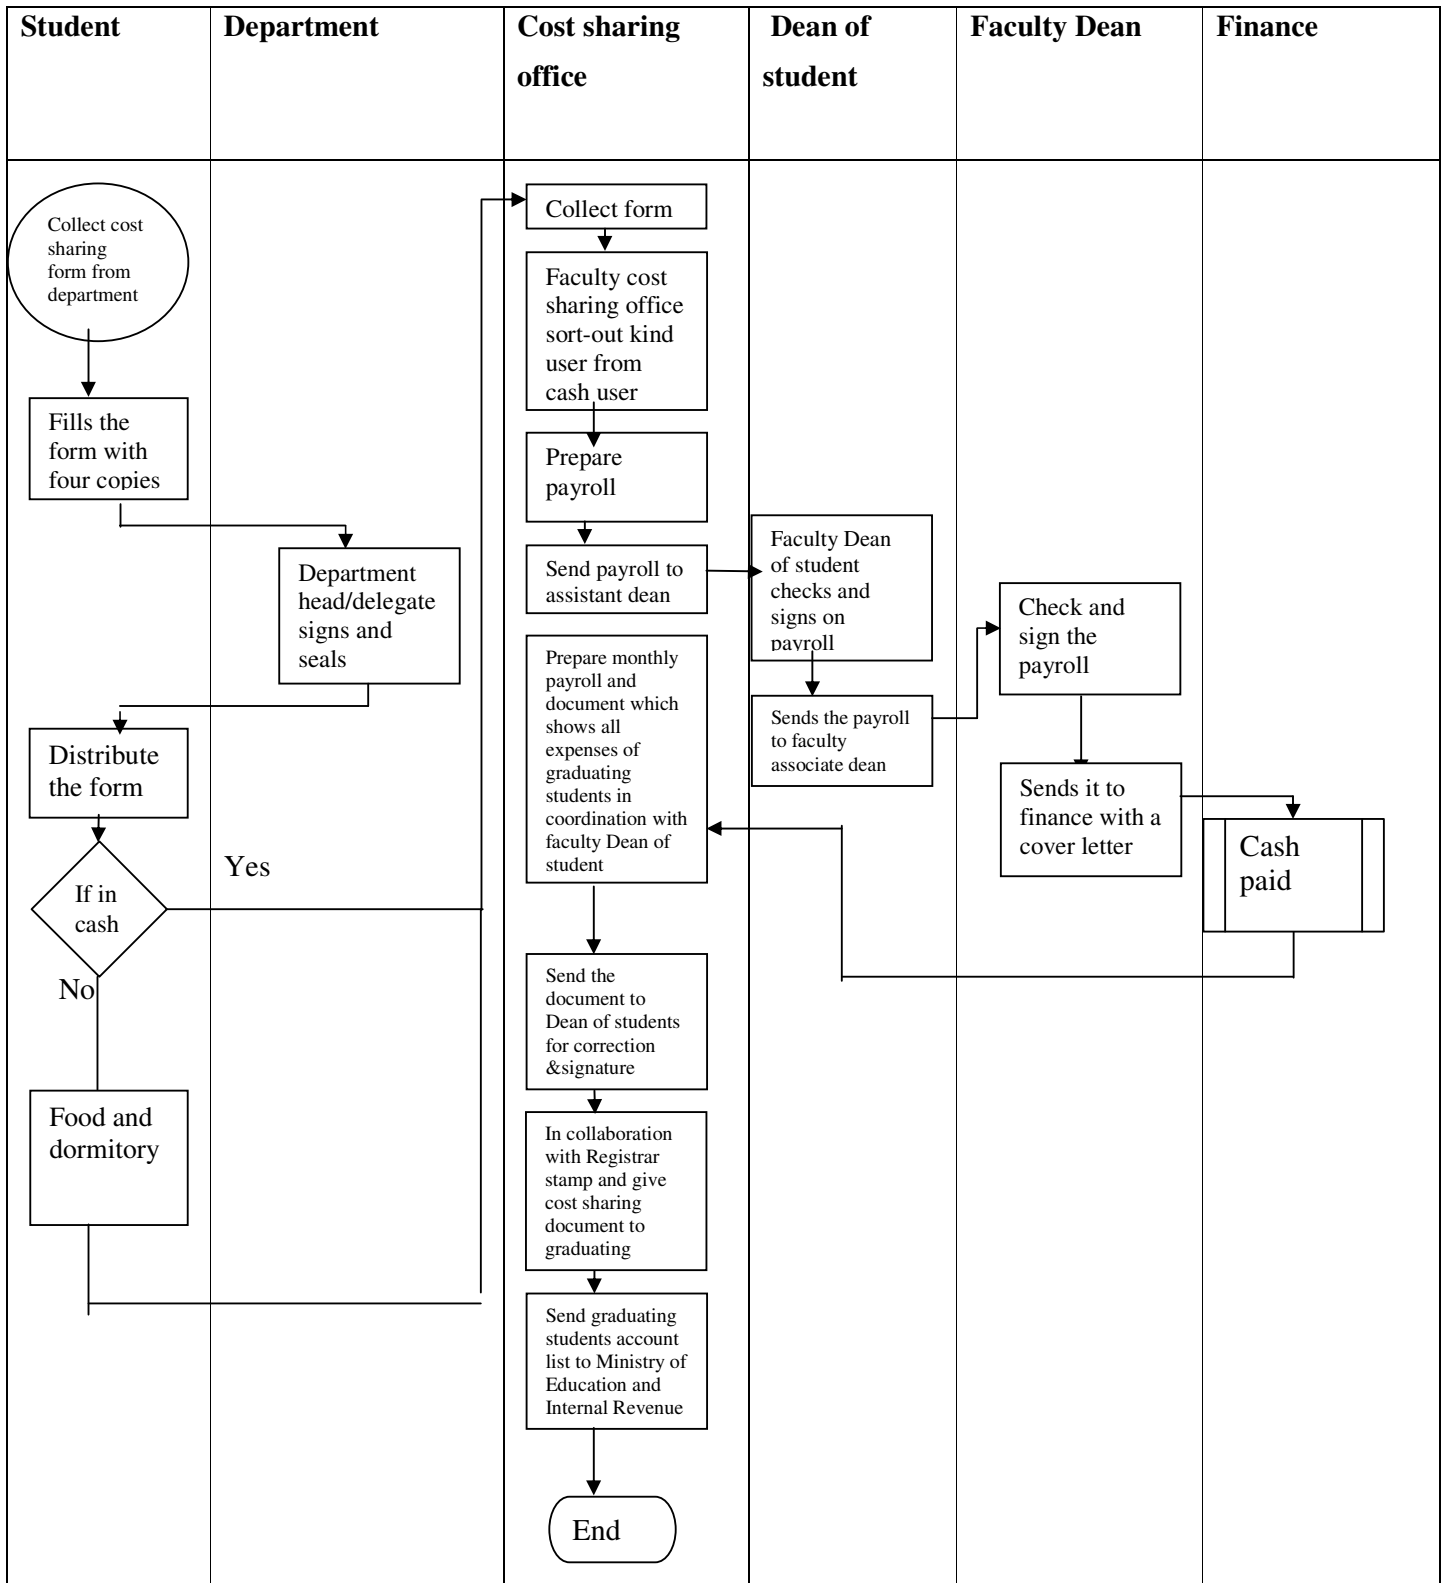 Student
Department
Cost sharing
office
Dean of
student
Faculty Dean
Finance
Collect cost
sharing
form from
department
Fills the
form with
four copies
Department
head/delegate
signs and
seals
Distribute
the form
If in
cash
Yes
No
Food and
dormitory
Collect form
Faculty cost
sharing office
sort-out kind
user from
cash user
Prepare
payroll
Send payroll to
assistant dean
Faculty Dean
of student
checks and
signs on
payroll
Sends the payroll
to faculty
associate dean
Check and
sign the
payroll
Sends it to
finance with a
cover letter
Cash
paid
Prepare monthly
payroll and
document which
shows all
expenses of
graduating
students in
coordination with
faculty Dean of
student
Send the
document to
Dean of students
for correction
&signature
In collaboration
with Registrar
stamp and give
cost sharing
document to
graduating
Send graduating
students account
list to Ministry of
Education and
Internal Revenue
End